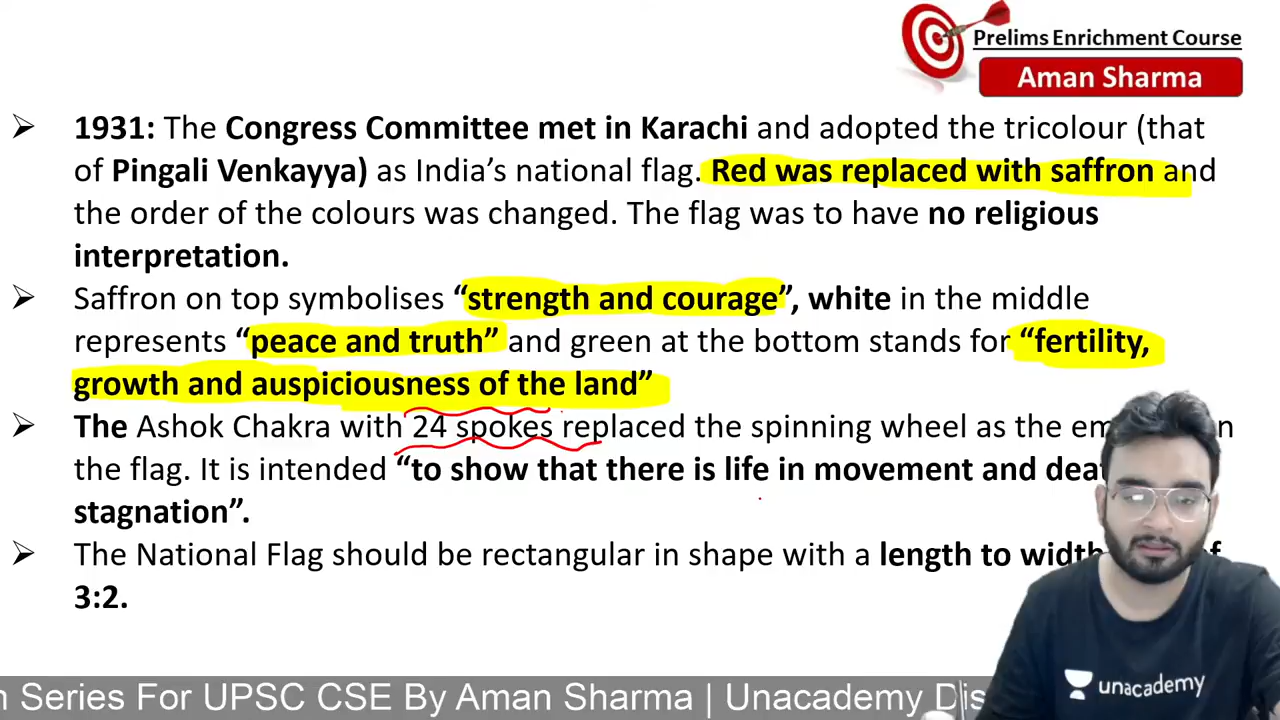 Prelims Enrichment Course
Aman Sharma
➢ 1931: The Congress Committee met in Karachi and adopted the tricolour (that
of Pingali Venkayya) as India’s national flag. Red was replaced with saffron and
the order of the colours was changed. The flag was to have no religious
interpretation.
➢ Saffron on top symbolises “strength and courage”, white in the middle
represents “peace and truth” and green at the bottom stands for “fertility,
growth and auspiciousness of the land”
➢ The Ashok Chakra with 24 spokes replaced the spinning wheel as the
the flag. It is intended “to show that there is life in movement and
stagnation”.
➢ The National Flag should be rectangular in shape with a length to width
3:2.
Series For UPSC CSE By Aman Sharma | Unacademy
unacademy